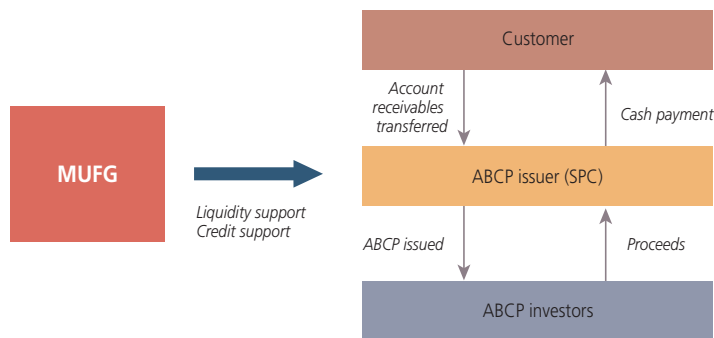 Customer
Account
receivables
transferred
Cash payment
MUFG
ABCP issuer (SPC)
Liquidity support
Credit support
ABCP issued
Proceeds
ABCP investors